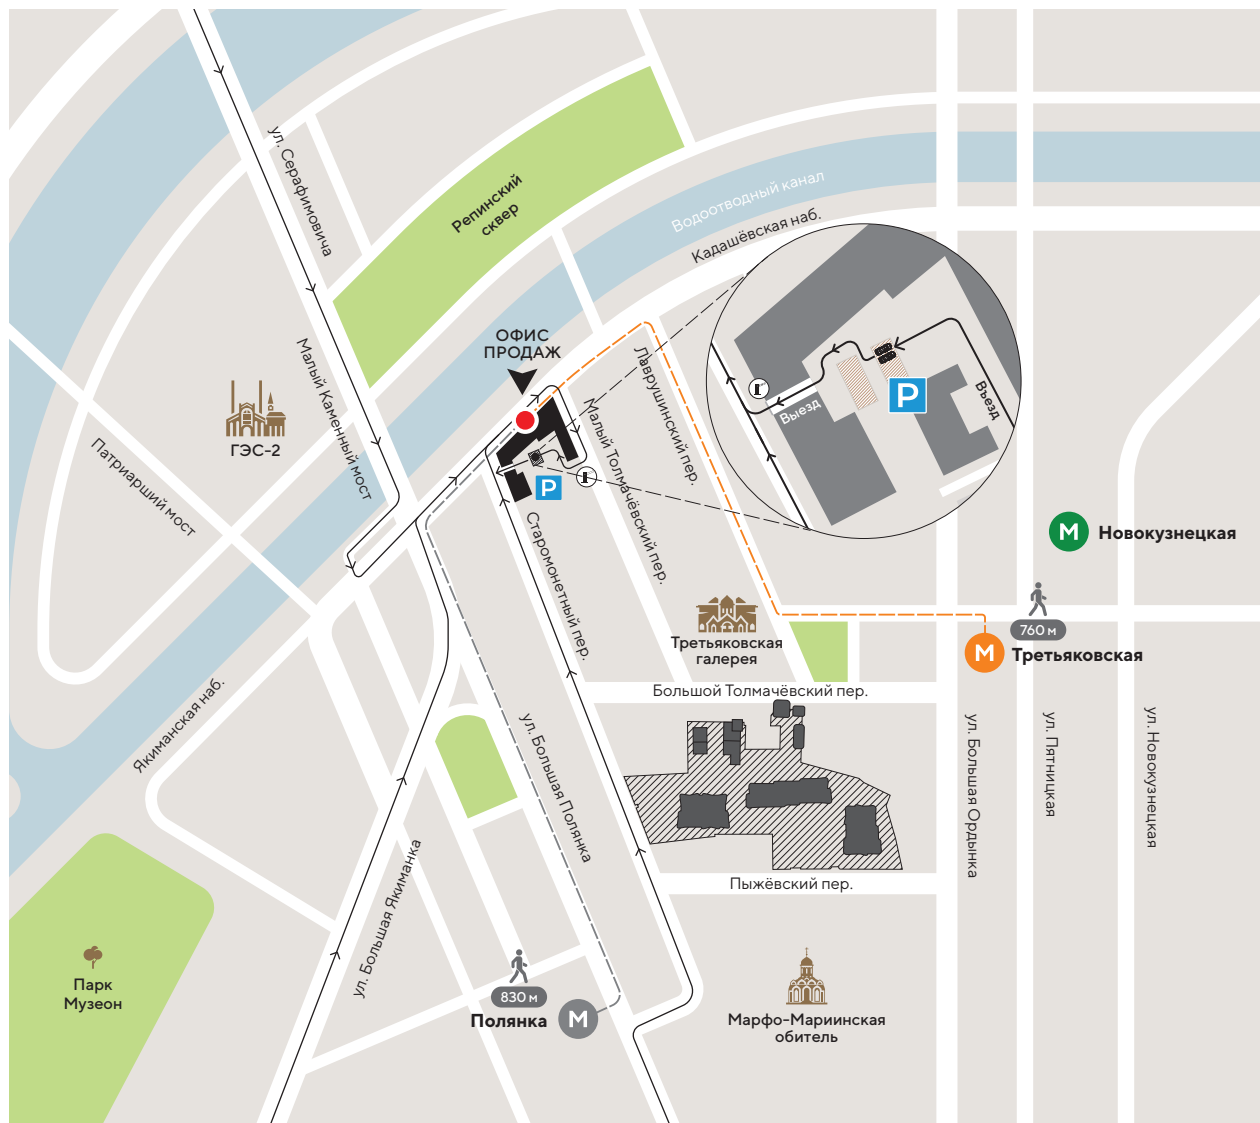 ул. Серафимовича
Репинский
сквер
Водоотводный канал
Кадашёвская наб.
ОФИС
ПРОДАЖ
Малый Каменный мост
Лаврушинский пер.
Малый Толмачёвский пер.
Выезд
Въезд
P
ГЭС-2
Патриарший мост
P
Старомонетный пер.
М
Новокузнецкая
760 м
М
Третьяковская
Третьяковская
галерея
Большой Толмачёвский пер.
Якиманская наб.
ул. Большая Полянка
ул. Большая Ордынка
ул. Пятницкая
ул. Новокузнецкая
ул. Большая Якиманка
Пыжёвский пер.
Парк
Музеон
830 м
Полянка
М
Марфо-Мариинская
обитель